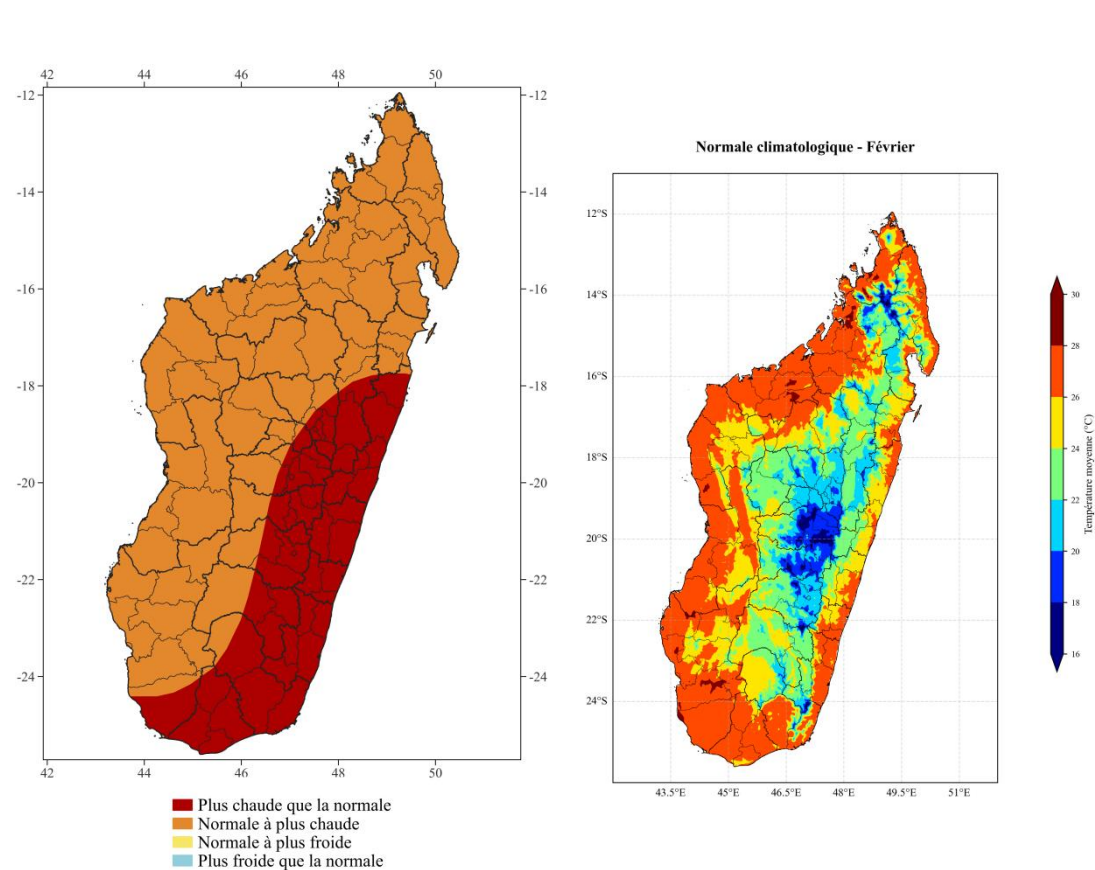 42 44 46 48 50
-12 -12
-14 -14
-16 -16
-18 -18
-20 -20
-22 -22
-24 -24
42 44 46 48 50
Plus chaude que la normale
Normale à plus chaude
Normale à plus froide
Plus froide que la normale
Normale climatologique - Février
12°S
14°S
16°S
18°S
20°S
22°S
24°S
43.5°E 45°E 46.5°E 48°E 49.5°E 51°E
30
28
26
24
22
20
18
16
Température moyenne (°C)